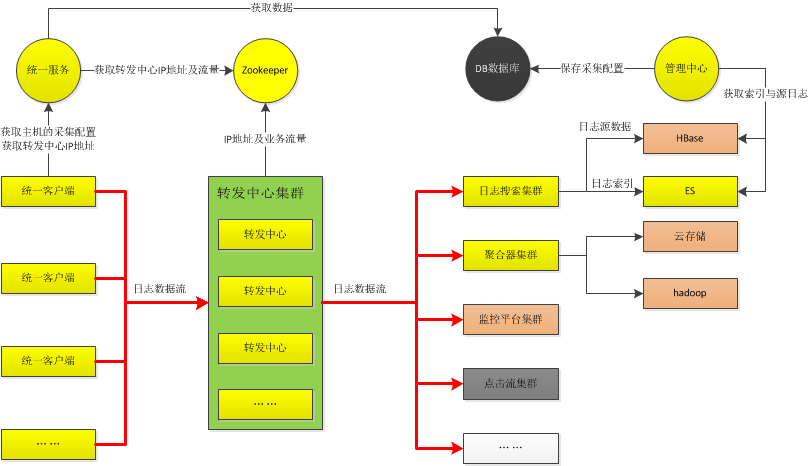 获取数据
统一服务
获取转发中心IP地址及流量
Zookeeper
DB数据库
保存采集配置
管理中心
获取索引与源日志
获取主机的采集配置
获取转发中心IP地址
IP地址及业务流量
日志源数据
HBase
统一客户端
转发中心集群
日志搜索集群
日志索引
ES
转发中心
聚合器集群
云存储
统一客户端
日志数据流
转发中心
日志数据流
hadoop
监控平台集群
统一客户端
转发中心
点击流集群
… …
… …
… …